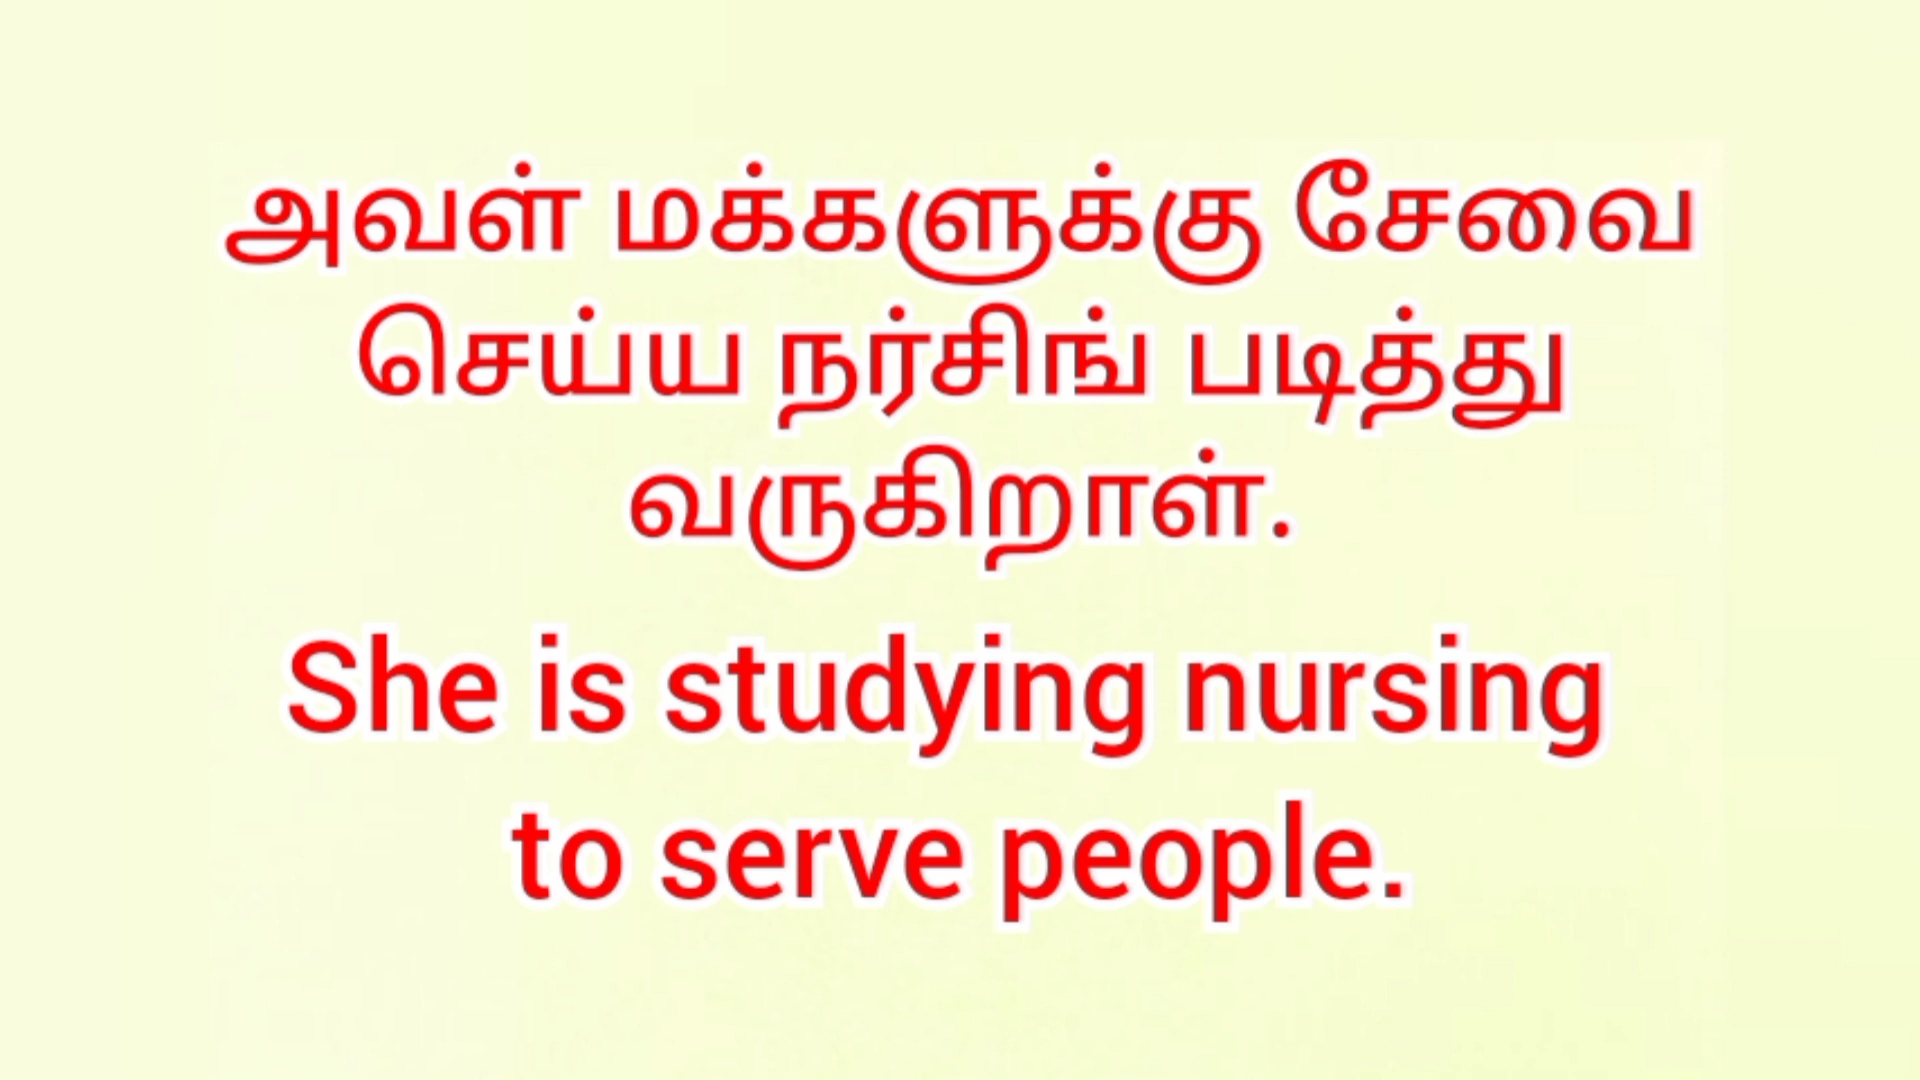 அவள் மக்களுக்கு சேவை
செய்ய நர்சிங் படித்து
வருகிறாள்.
She is studying nursing
to serve people.